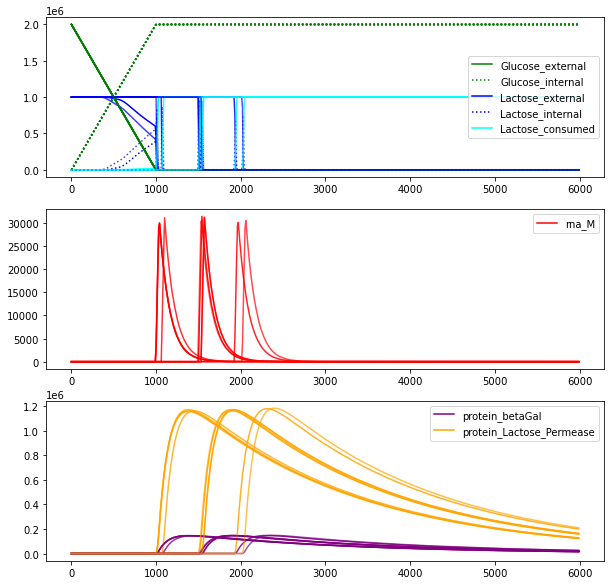 1e6
2.0
1.5
1.0
0.5
0.0
Glucose_external
Glucose_internal
Lactose_external
Lactose_internal
Lactose_consumed
0 1000 2000 3000 4000 5000 6000
30000
25000
20000
15000
10000
5000
0
rna_M
0 1000 2000 3000 4000 5000 6000
1e6
1.2
1.0
0.8
0.6
0.4
0.2
0.0
protein_betaGal
protein_Lactose_Permease
0 1000 2000 3000 4000 5000 6000